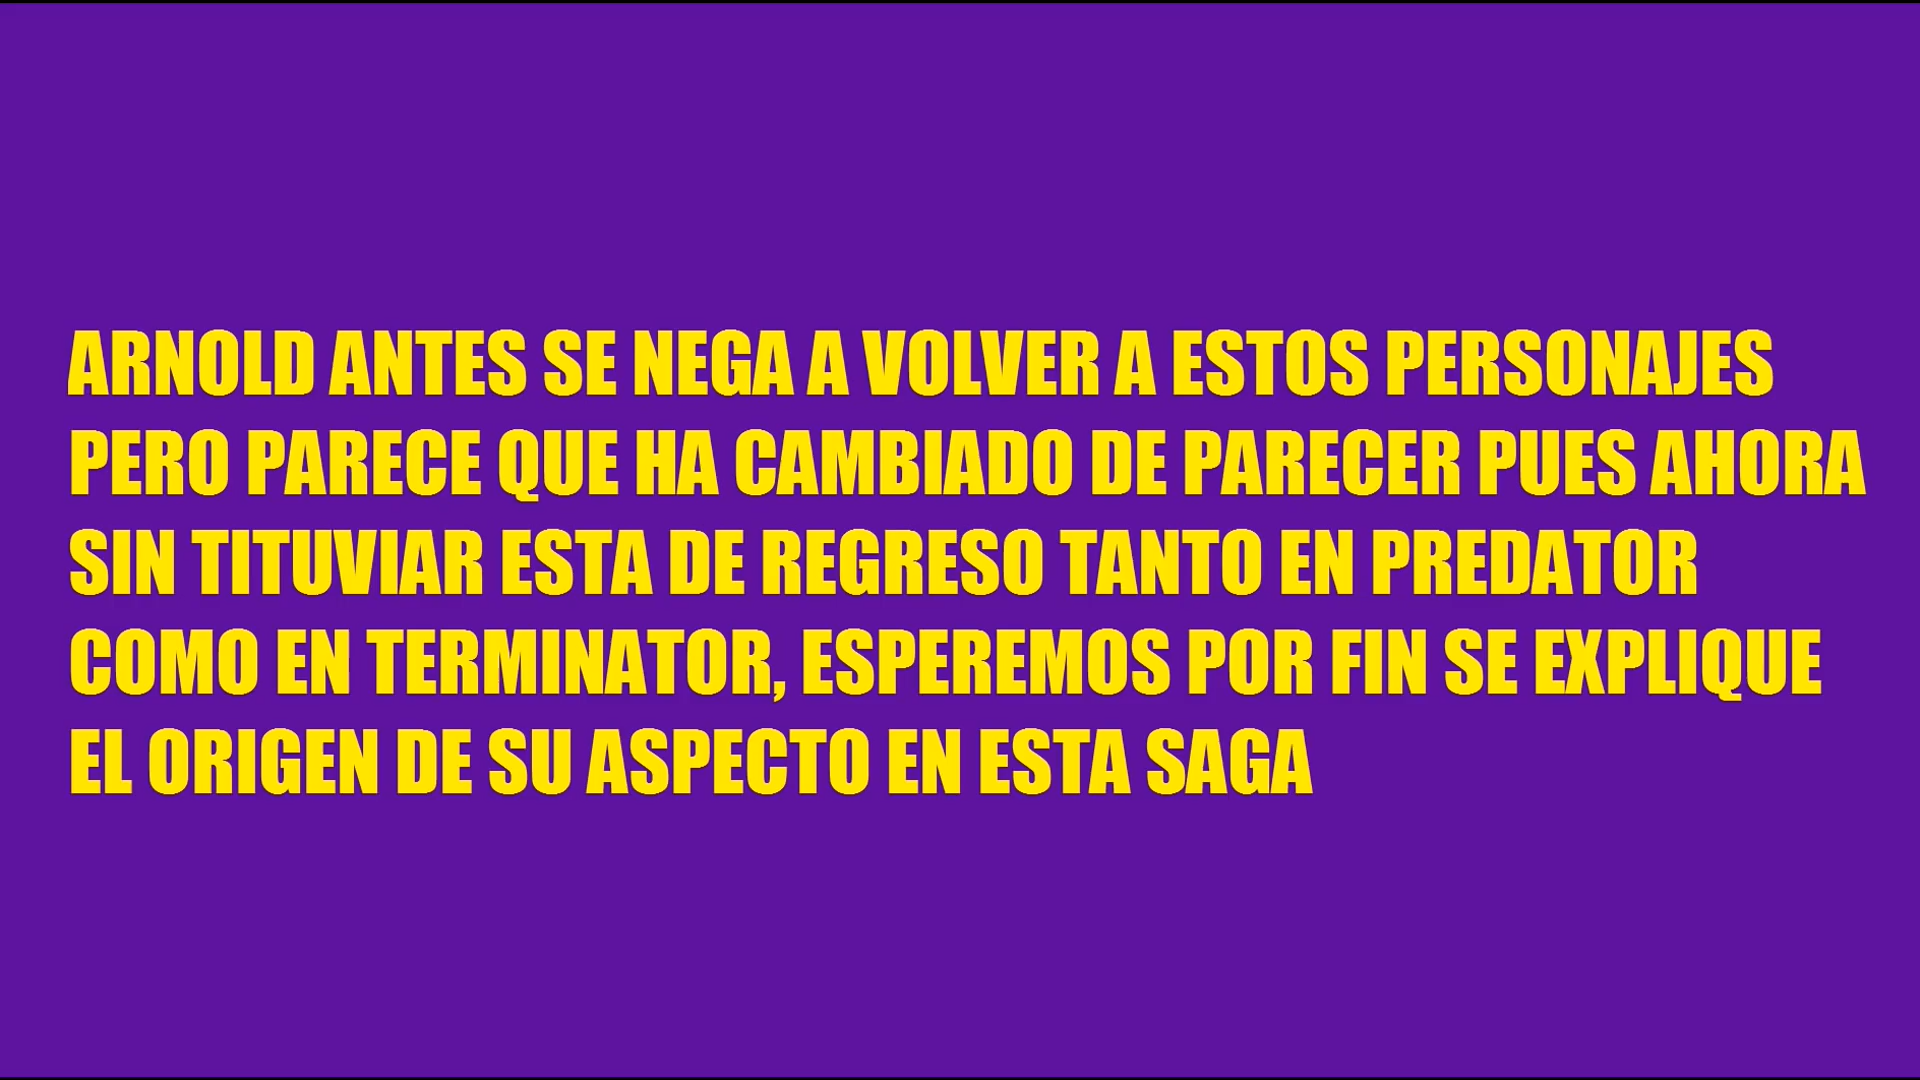 ARNOLD ANTES SE NEGA A VOLVER A ESTOS PERSONAJES
PERO PARECE QUE HA CAMBIADO DE PARECER PUES AHORA
SIN TITUVIAR ESTA DE REGRESO TANTO EN PREDATOR
COMO EN TERMINATOR, ESPEREMOS POR FIN SE EXPLIQUE
EL ORIGEN DE SU ASPECTO EN ESTA SAGA